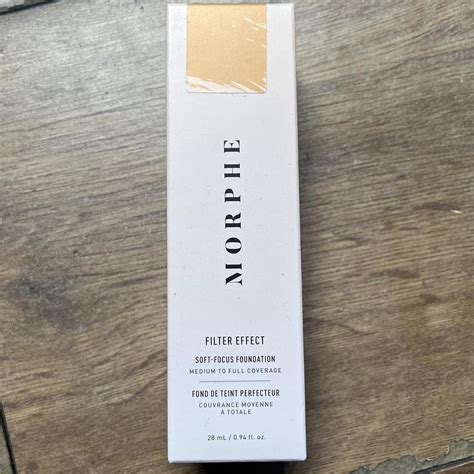 MORPHE
FILTER EFFECT
SOFT-FOCUS FOUNDATION
MEDIUM TO FULL COVERAGE
FOND DE TEINT PERFECTEUR
COUVRANCE MOYENNE
À TOTALE
28 mL / 0.94 fl. oz.